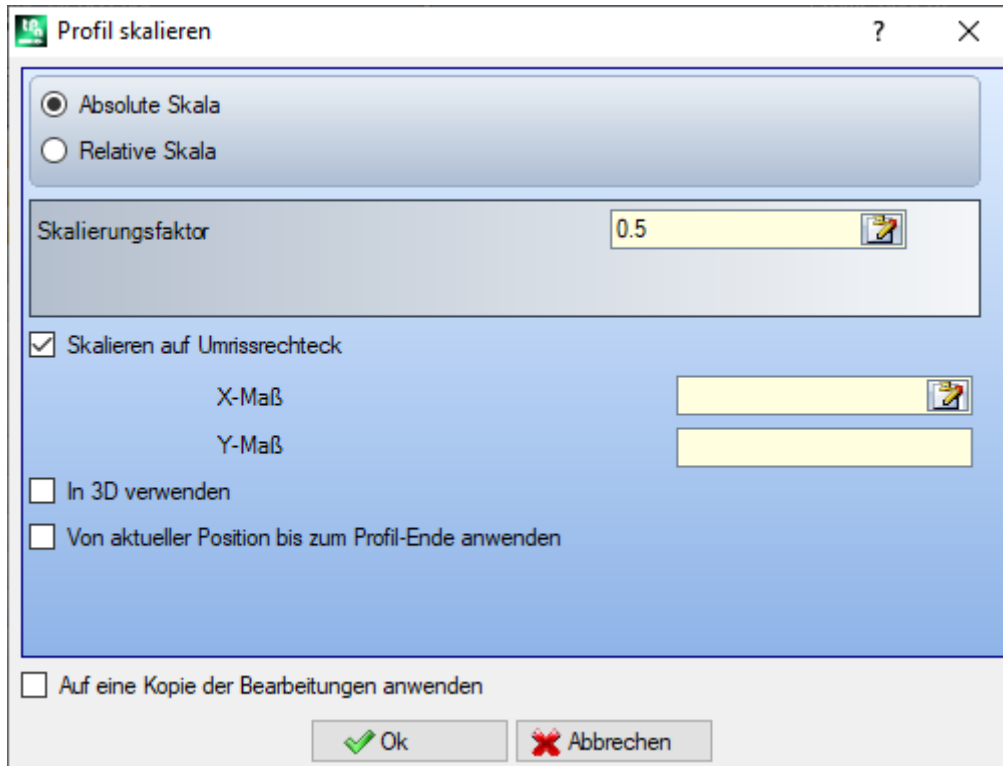 Profil skalieren
?
Absolute Skala
Relative Skala
Skalierungsfaktor 0.5
Skalieren auf Umrissrechteck
X-Maß
Y-Maß
In 3D verwenden
Von aktueller Position bis zum Profil-Ende anwenden
Auf eine Kopie der Bearbeitungen anwenden
Ok Abbrechen